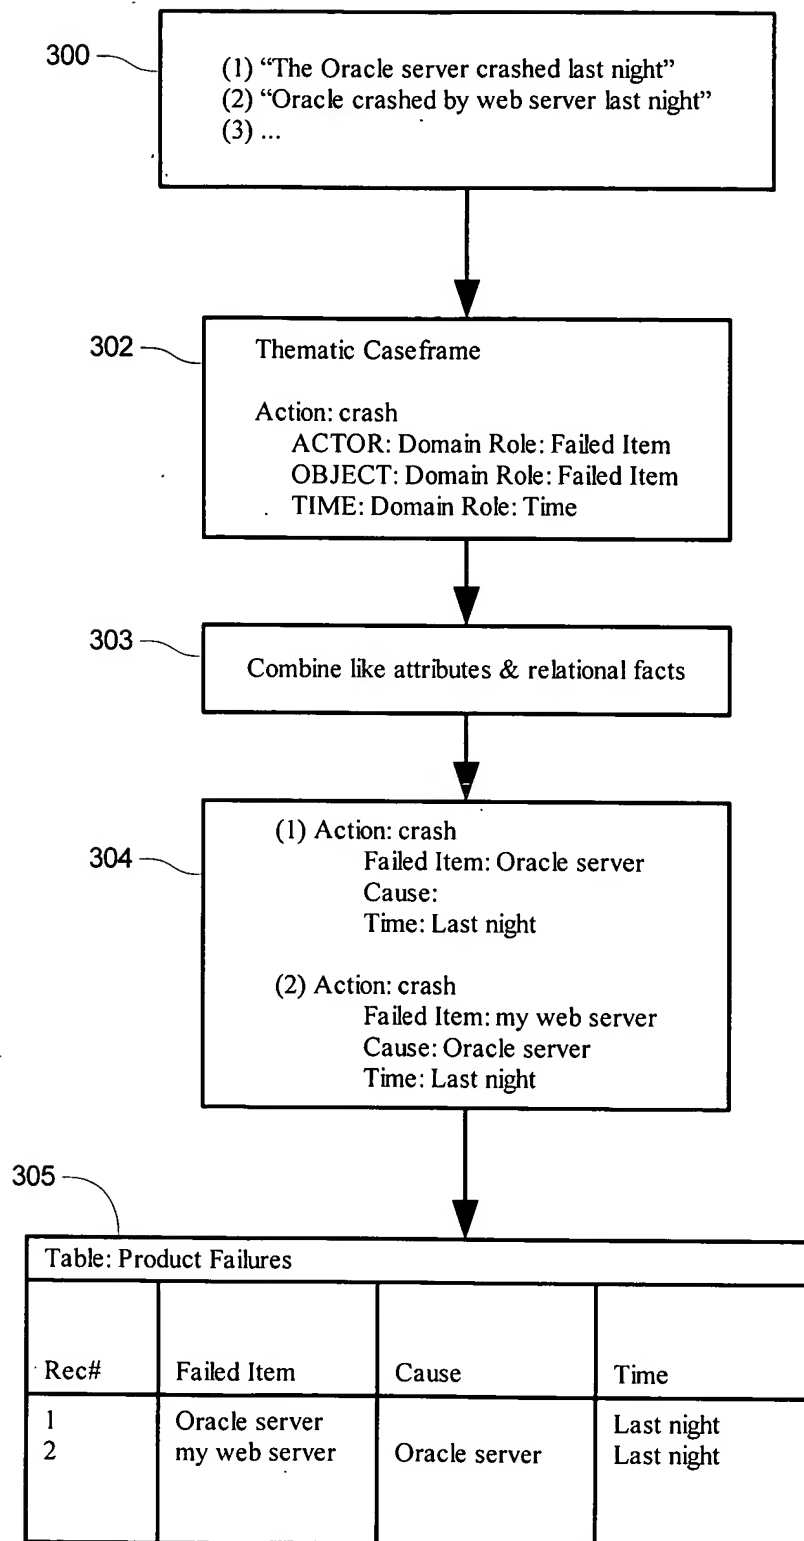 300
(1) “The Oracle server crashed last night”
(2) “Oracle crashed by web server last night”
(3) ...
302
Thematic Caseframe
Action: crash
ACTOR: Domain Role: Failed Item
OBJECT: Domain Role: Failed Item
TIME: Domain Role: Time
303
Combine like attributes & relational facts
304
(1) Action: crash
Failed Item: Oracle server
Cause:
Time: Last night
(2) Action: crash
Failed Item: my web server
Cause: Oracle server
Time: Last night
305
Table: Product Failures
Rec# Failed Item Cause Time
1 Oracle server Last night
2 my web server Oracle server Last night